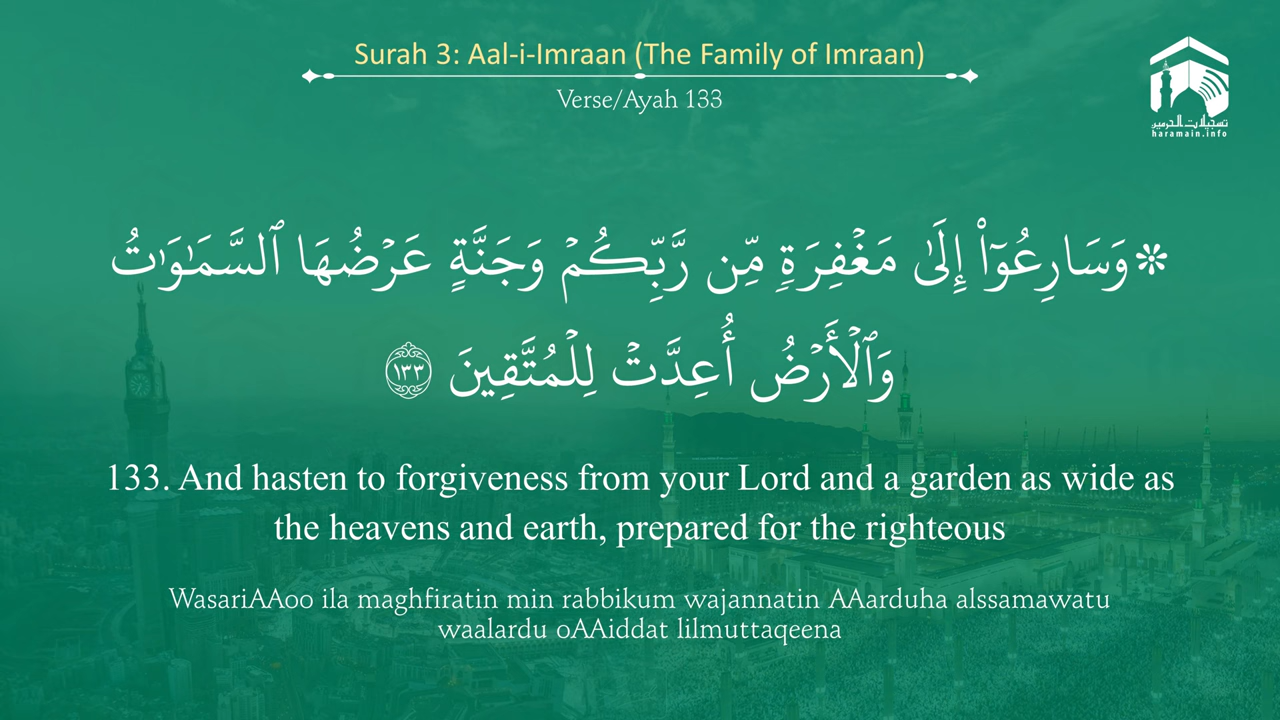 Surah 3: Aal-i-Imraan (The Family of Imraan)
Verse/Ayah 133
تسجيلات الحرمين
haramain.info
۞وَسَارِعُوٓا۟ إِلَىٰ مَغْفِرَةٍ مِّن رَّبِّكُمْ وَجَنَّةٍ عَرْضُهَا ٱلسَّمَـٰوَٰتُ
وَٱلْأَرْضُ أُعِدَّتْ لِلْمُتَّقِينَ ١٣٣
133. And hasten to forgiveness from your Lord and a garden as wide as
the heavens and earth, prepared for the righteous
WasariAAoo ila maghfiratin min rabbikum wajannatin AAarduha alssamawatu
waalardu oAAiddat lilmuttaqeena